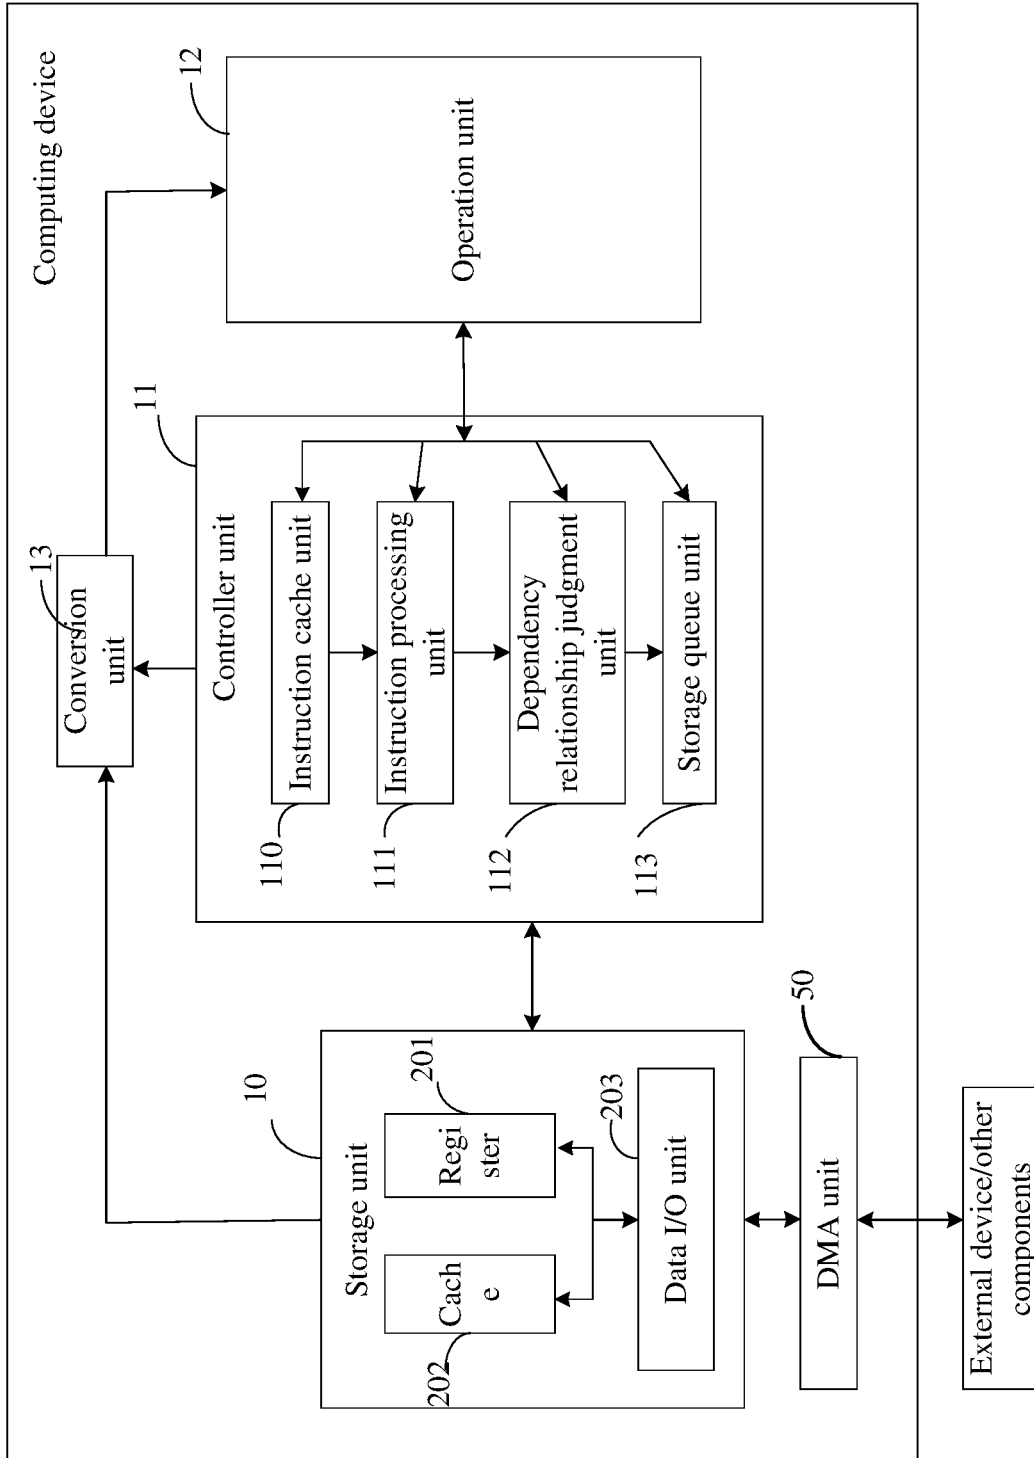 Computing device
13
Conversion
unit
10
Storage unit
202
Cach
e
Regi
ster
201
203
Data I/O unit
50
DMA unit
External device/other
components
11
Controller unit
110
Instruction cache unit
111
Instruction processing
unit
112
Dependency
relationship judgment
unit
113
Storage queue unit
12
Operation unit